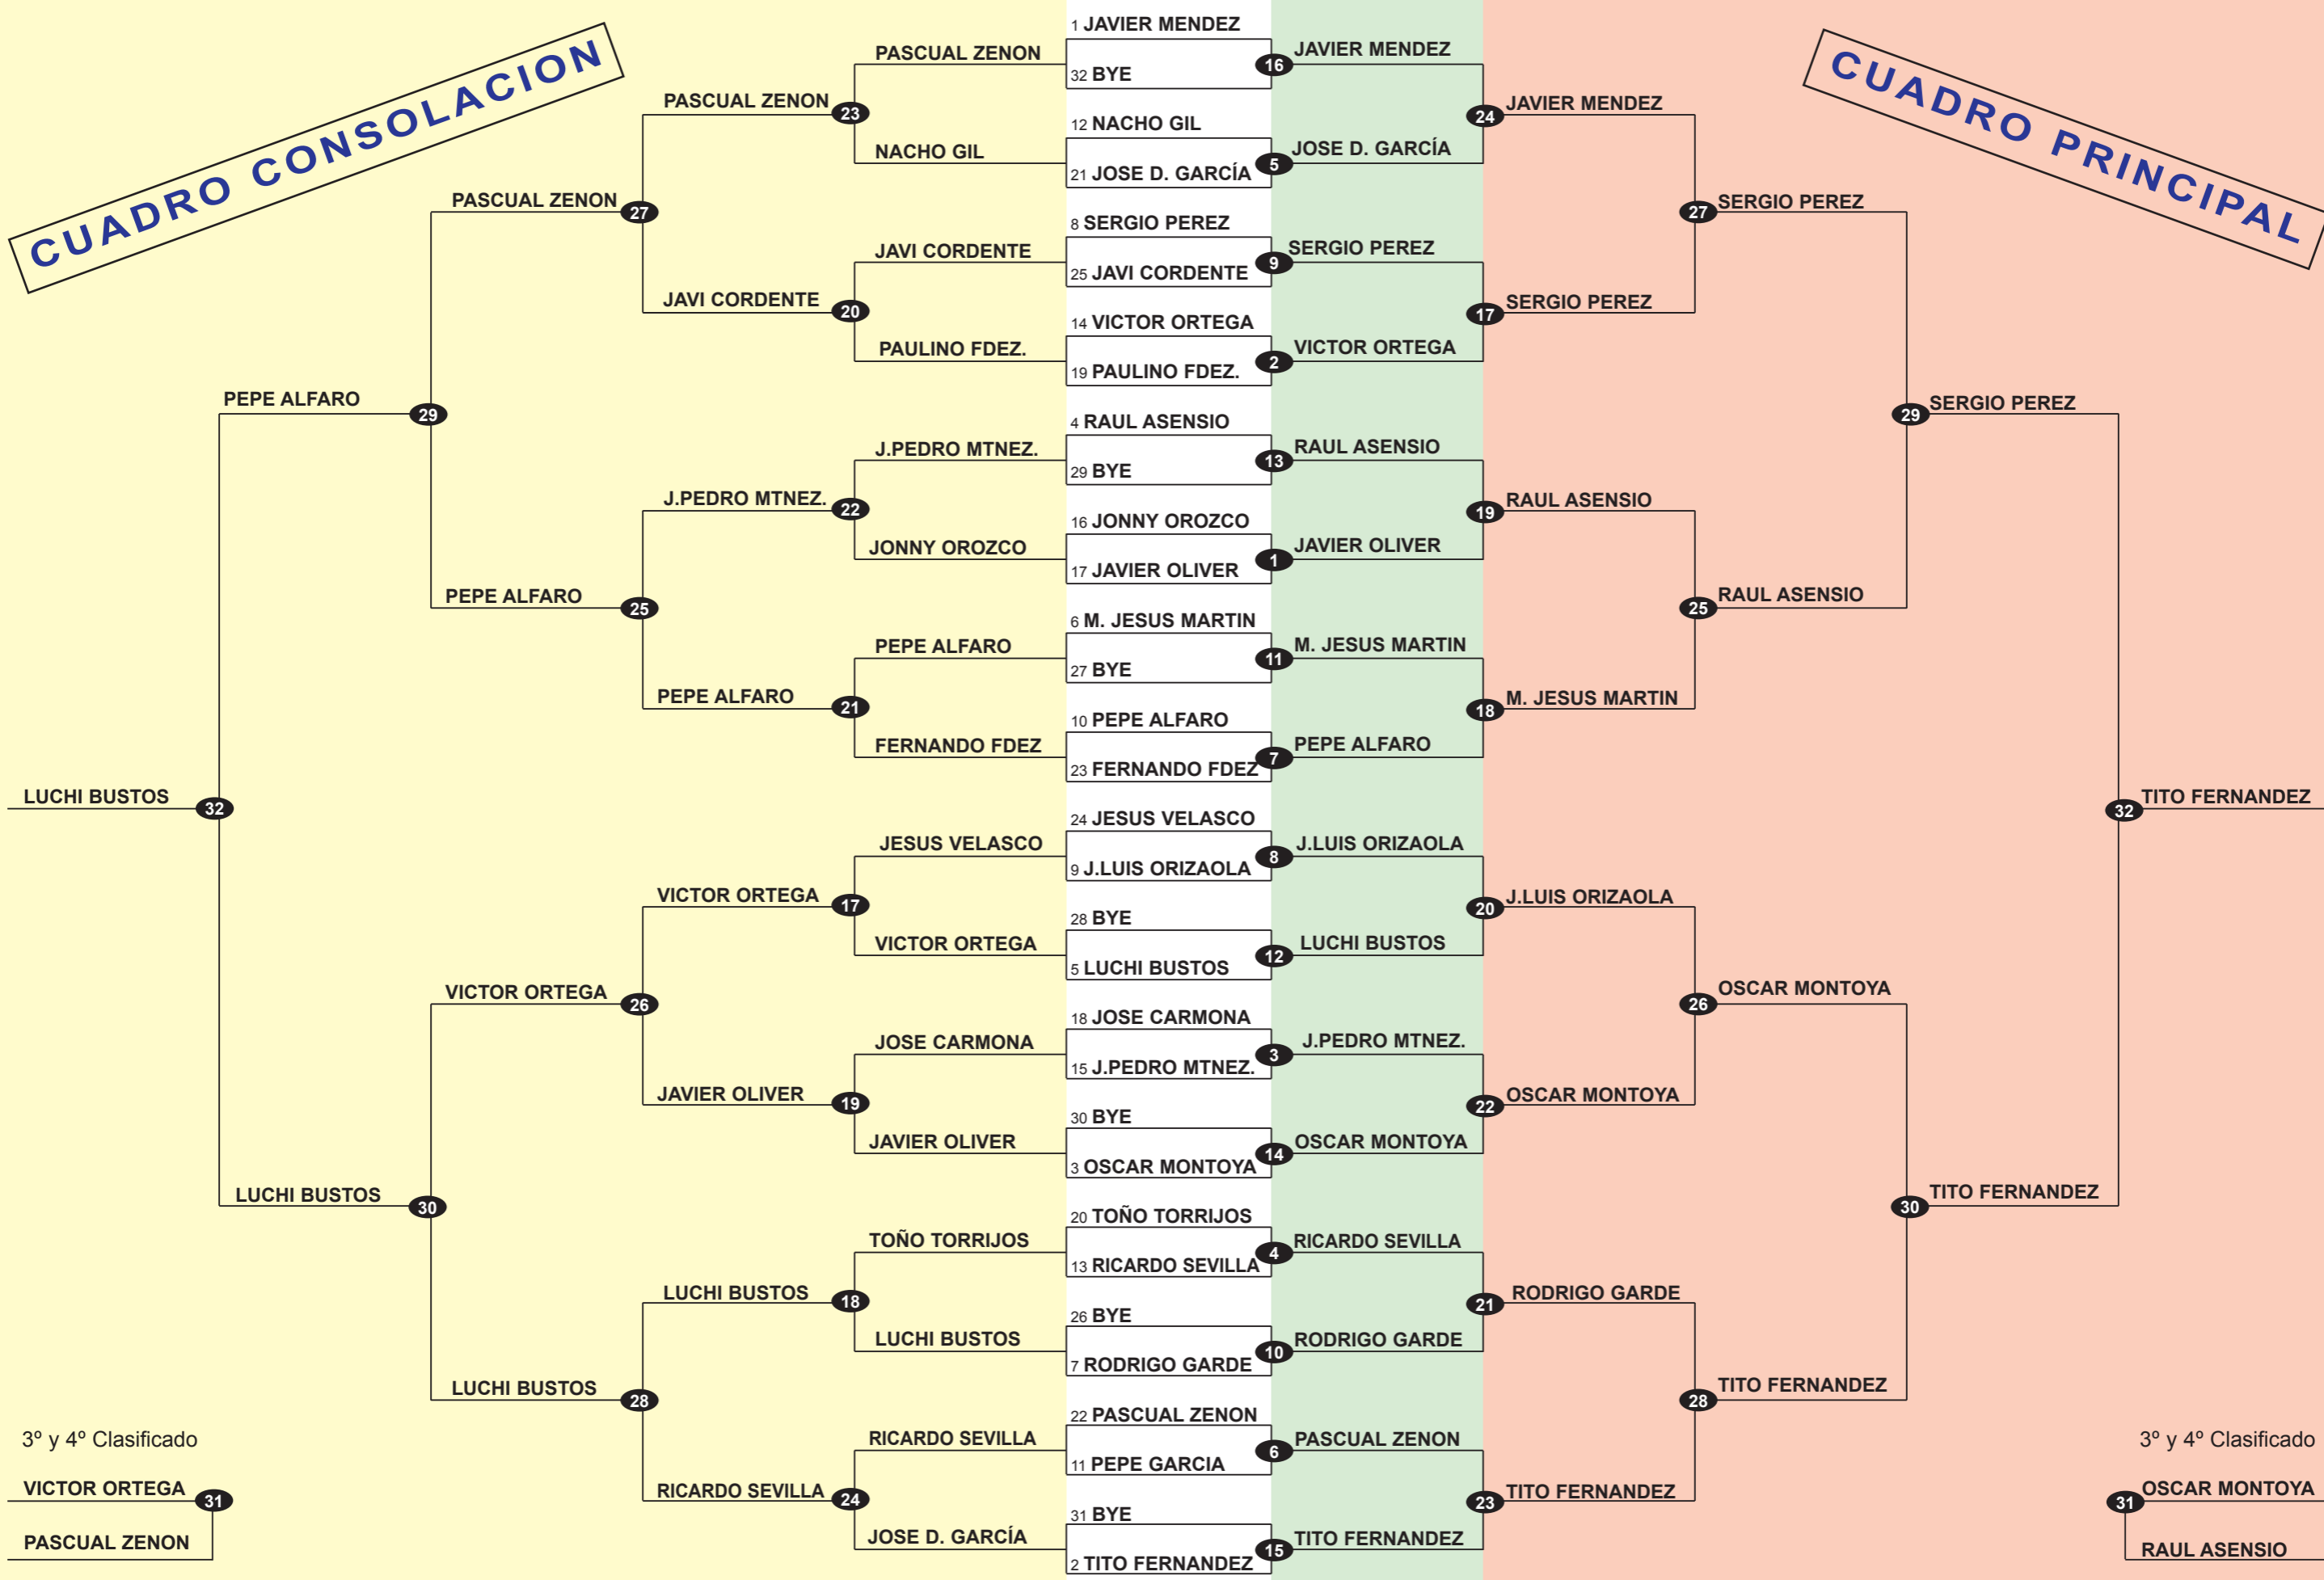 CUADRO CONSOLACION
LUCHI BUSTOS
32
PEPE ALFARO
29
LUCHI BUSTOS
30
PASCUAL ZENON
27
PEPE ALFARO
25
VICTOR ORTEGA
26
LUCHI BUSTOS
28
PASCUAL ZENON
23
JAVI CORDENTE
20
J.PEDRO MTNEZ.
22
PEPE ALFARO
21
VICTOR ORTEGA
17
JAVIER OLIVER
19
LUCHI BUSTOS
18
RICARDO SEVILLA
24
PASCUAL ZENON
NACHO GIL
JAVI CORDENTE
PAULINO FDEZ.
J.PEDRO MTNEZ.
JONNY OROZCO
PEPE ALFARO
FERNANDO FDEZ
JESUS VELASCO
VICTOR ORTEGA
JOSE CARMONA
JAVIER OLIVER
TOÑO TORRIJOS
LUCHI BUSTOS
RICARDO SEVILLA
JOSE D. GARCÍA
3º y 4º Clasificado
VICTOR ORTEGA
31
PASCUAL ZENON
1 JAVIER MENDEZ
32 BYE
12 NACHO GIL
21 JOSE D. GARCÍA
8 SERGIO PEREZ
25 JAVI CORDENTE
14 VICTOR ORTEGA
19 PAULINO FDEZ.
4 RAUL ASENSIO
29 BYE
16 JONNY OROZCO
17 JAVIER OLIVER
6 M. JESUS MARTIN
27 BYE
10 PEPE ALFARO
23 FERNANDO FDEZ
24 JESUS VELASCO
9 J.LUIS ORIZAOLA
28 BYE
5 LUCHI BUSTOS
18 JOSE CARMONA
15 J.PEDRO MTNEZ.
30 BYE
3 OSCAR MONTOYA
20 TOÑO TORRIJOS
13 RICARDO SEVILLA
26 BYE
7 RODRIGO GARDE
22 PASCUAL ZENON
11 PEPE GARCIA
31 BYE
2 TITO FERNANDEZ
16 JAVIER MENDEZ
5 JOSE D. GARCÍA
9 SERGIO PEREZ
2 VICTOR ORTEGA
13 RAUL ASENSIO
1 JAVIER OLIVER
11 M. JESUS MARTIN
7 PEPE ALFARO
8 J.LUIS ORIZAOLA
12 LUCHI BUSTOS
3 J.PEDRO MTNEZ.
14 OSCAR MONTOYA
4 RICARDO SEVILLA
10 RODRIGO GARDE
6 PASCUAL ZENON
15 TITO FERNANDEZ
CUADRO PRINCIPAL
24 JAVIER MENDEZ
17 SERGIO PEREZ
19 RAUL ASENSIO
18 M. JESUS MARTIN
20 J.LUIS ORIZAOLA
22 OSCAR MONTOYA
21 RODRIGO GARDE
23 TITO FERNANDEZ
27 SERGIO PEREZ
25 RAUL ASENSIO
26 OSCAR MONTOYA
28 TITO FERNANDEZ
29 SERGIO PEREZ
30 TITO FERNANDEZ
32 TITO FERNANDEZ
3º y 4º Clasificado
31 OSCAR MONTOYA
RAUL ASENSIO